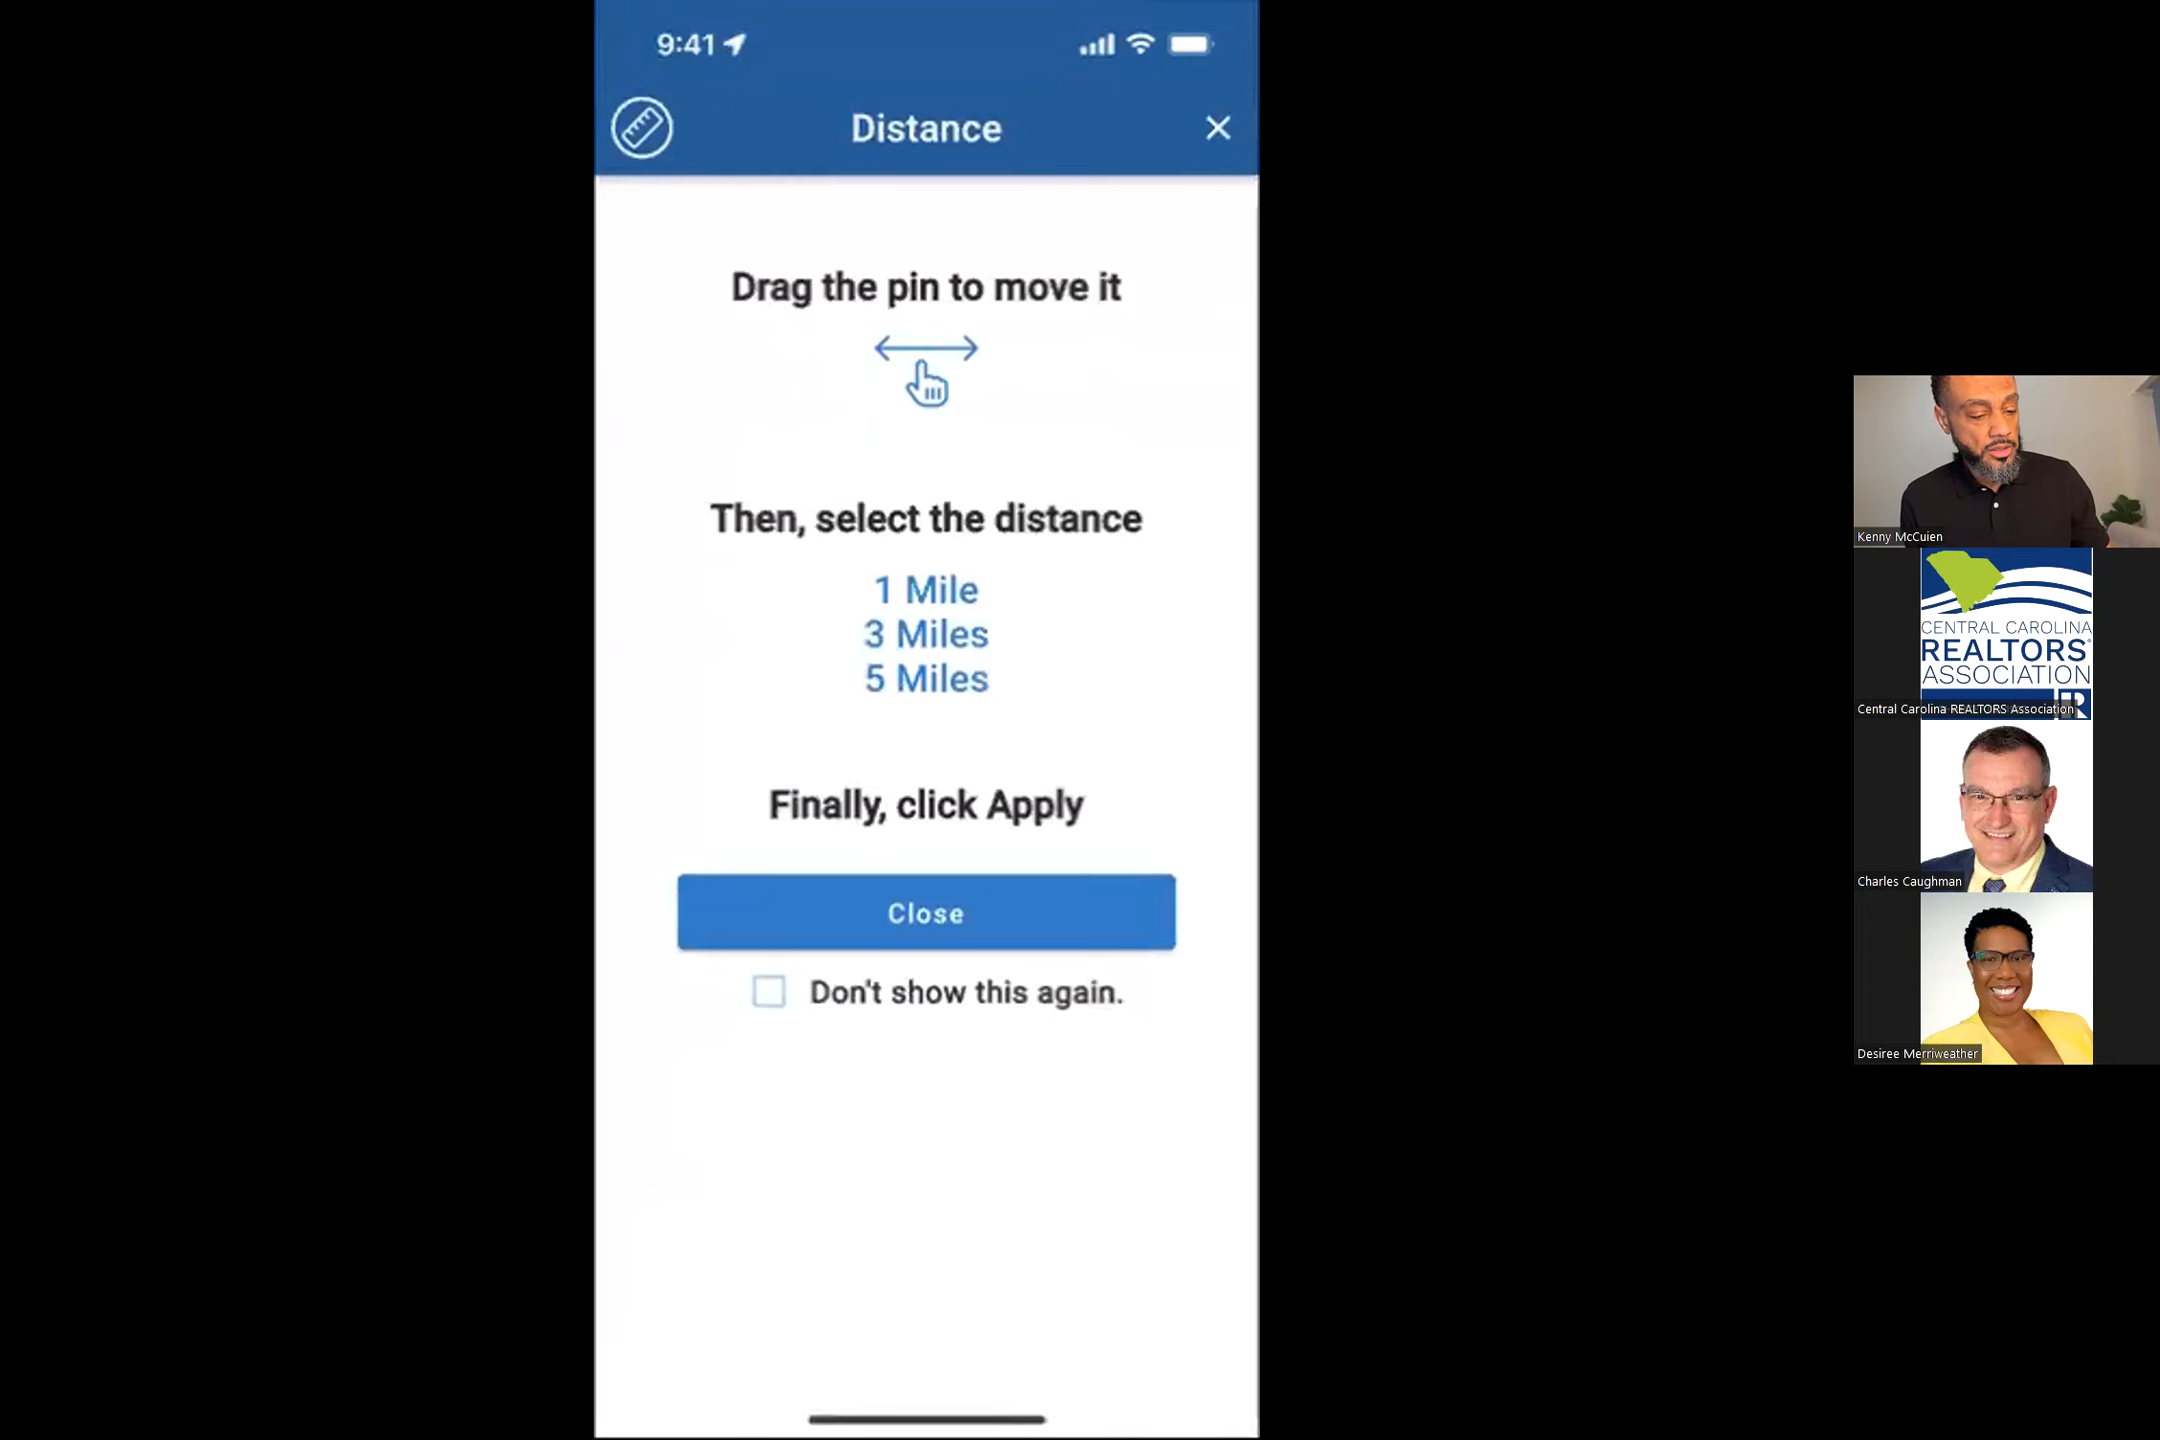 9:41
Distance
Drag the pin to move it
Then, select the distance
1 Mile
3 Miles
5 Miles
Finally, click Apply
Close
Don't show this again.
Kenny McCuien
CENTRAL CAROLINA
REALTORS®
ASSOCIATION
Central Carolina REALTORS Association
Charles Caughman
Desiree Merriweather